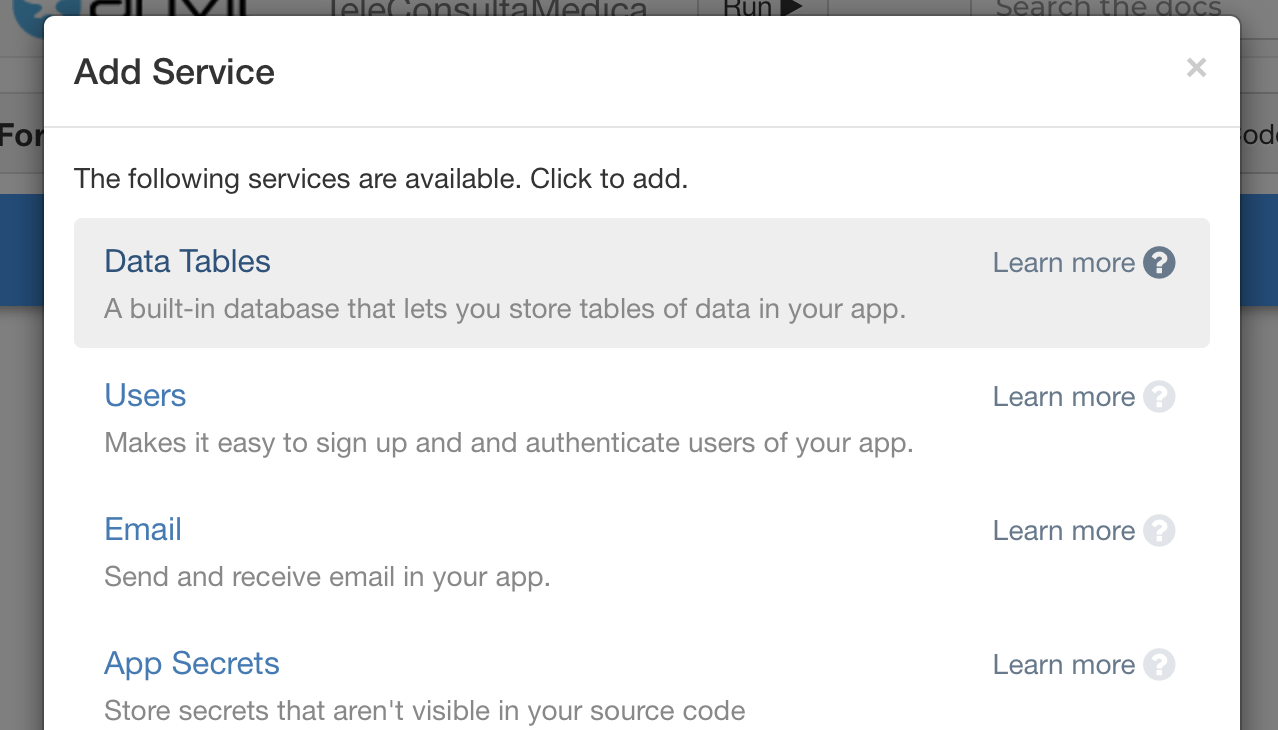 TeleConsultaMedica
Run
Search the docs
Add Service
×
The following services are available. Click to add.
Data Tables
Learn more ?
A built-in database that lets you store tables of data in your app.
Users
Learn more ?
Makes it easy to sign up and and authenticate users of your app.
Email
Learn more ?
Send and receive email in your app.
App Secrets
Learn more ?
Store secrets that aren't visible in your source code